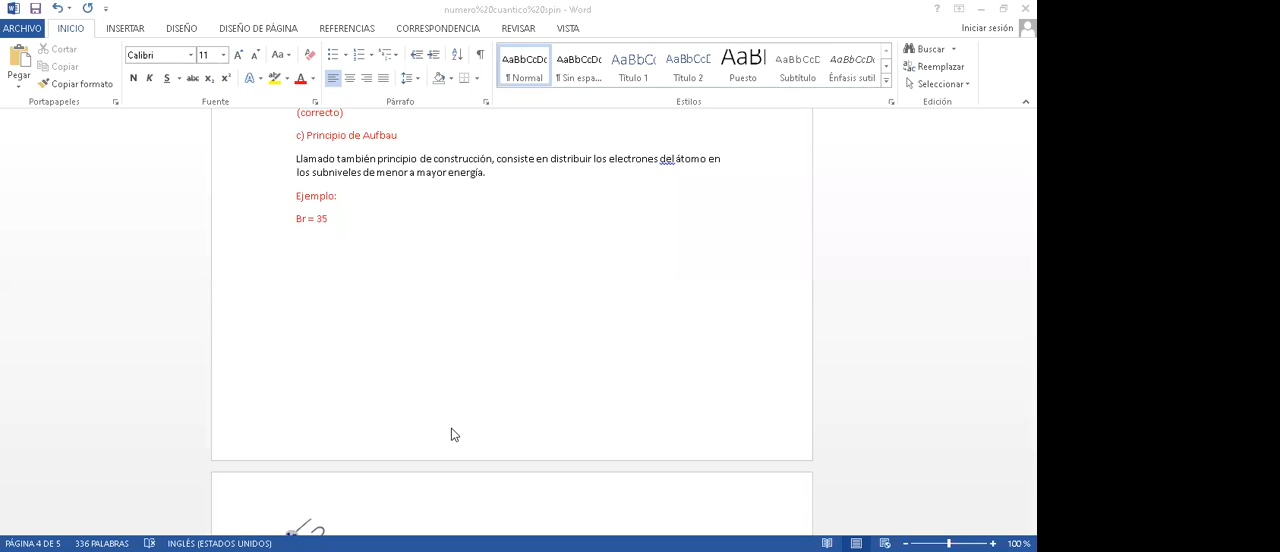 numero%20cuantico%20spin - Word
ARCHIVO INICIO INSERTAR DISEÑO DISEÑO DE PÁGINA REFERENCIAS CORRESPONDENCIA REVISAR VISTA Iniciar sesión
Pegar
Cortar
Copiar
Copiar formato
Portapapeles
Calibri 11
Fuente
Párrafo
AaBbCcDc AaBbCcDc AaBbC( AaBbCcC AaBl AaBbCcD AaBbCcDc
¶ Normal ¶ Sin espa... Título 1 Título 2 Puesto Subtítulo Énfasis sutil
Estilos
Buscar
Reemplazar
Seleccionar
Edición
(correcto)
c) Principio de Aufbau
Llamado también principio de construcción, consiste en distribuir los electrones del átomo en
los subniveles de menor a mayor energía.
Ejemplo:
Br = 35
PÁGINA 4 DE 5 336 PALABRAS INGLÉS (ESTADOS UNIDOS) 100 %